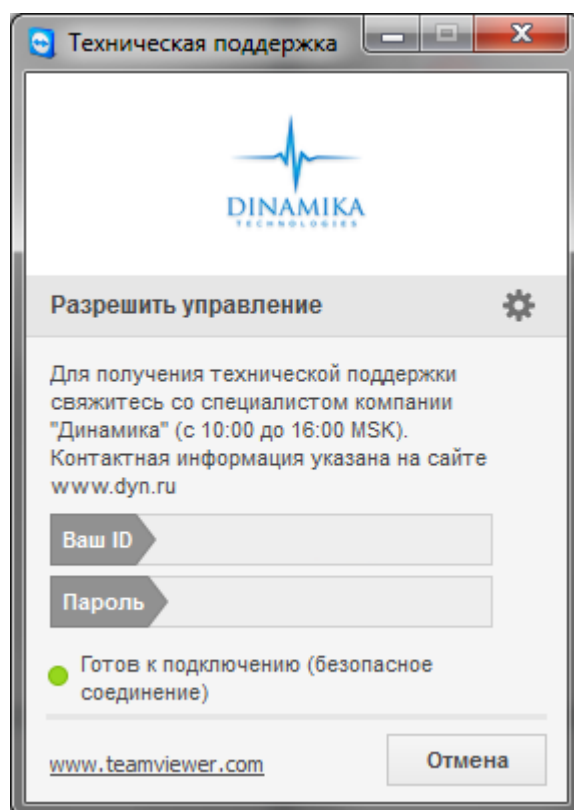 Техническая поддержка
DINAMIKA
TECHNOLOGIES
Разрешить управление
Для получения технической поддержки
свяжитесь со специалистом компании
"Динамика" (с 10:00 до 16:00 MSK).
Контактная информация указана на сайте
www.dyn.ru
Ваш ID
Пароль
Готов к подключению (безопасное
соединение)
www.teamviewer.com
Отмена